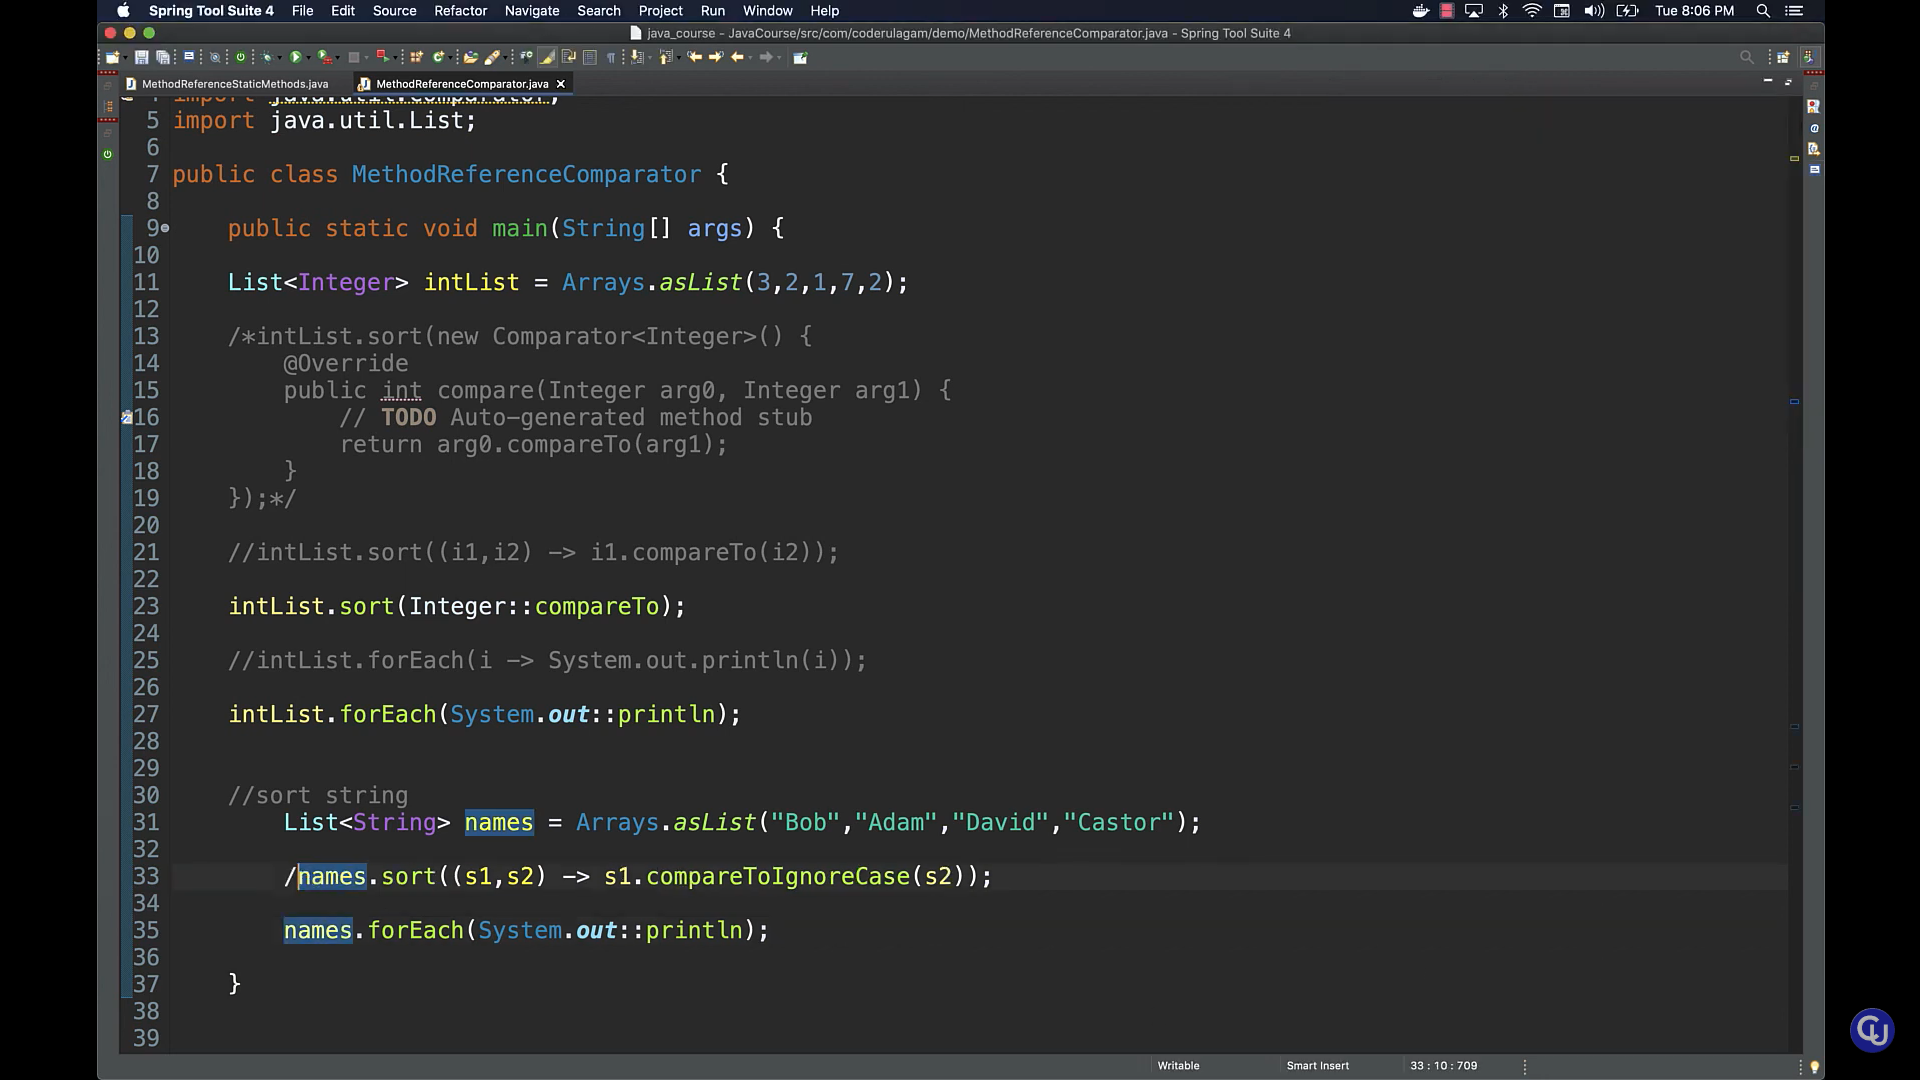 Spring Tool Suite 4 File Edit Source Refactor Navigate Search Project Run Window Help Tue 8:06 PM
java_course - JavaCourse/src/com/coderulagam/demo/MethodReferenceComparator.java - Spring Tool Suite 4
MethodReferenceStaticMethods.java MethodReferenceComparator.java
4 import java.util.Comparator;
5 import java.util.List;
6
7 public class MethodReferenceComparator {
8
9 public static void main(String[] args) {
10
11 List<Integer> intList = Arrays.asList(3,2,1,7,2);
12
13 /*intList.sort(new Comparator<Integer>() {
14 @Override
15 public int compare(Integer arg0, Integer arg1) {
16 // TODO Auto-generated method stub
17 return arg0.compareTo(arg1);
18 }
19 });*/
20
21 //intList.sort((i1,i2) -> i1.compareTo(i2));
22
23 intList.sort(Integer::compareTo);
24
25 //intList.forEach(i -> System.out.println(i));
26
27 intList.forEach(System.out::println);
28
29
30 //sort string
31 List<String> names = Arrays.asList("Bob","Adam","David","Castor");
32
33 /names.sort((s1,s2) -> s1.compareToIgnoreCase(s2));
34
35 names.forEach(System.out::println);
36
37 }
38
39
Writable Smart Insert 33 : 10 : 709